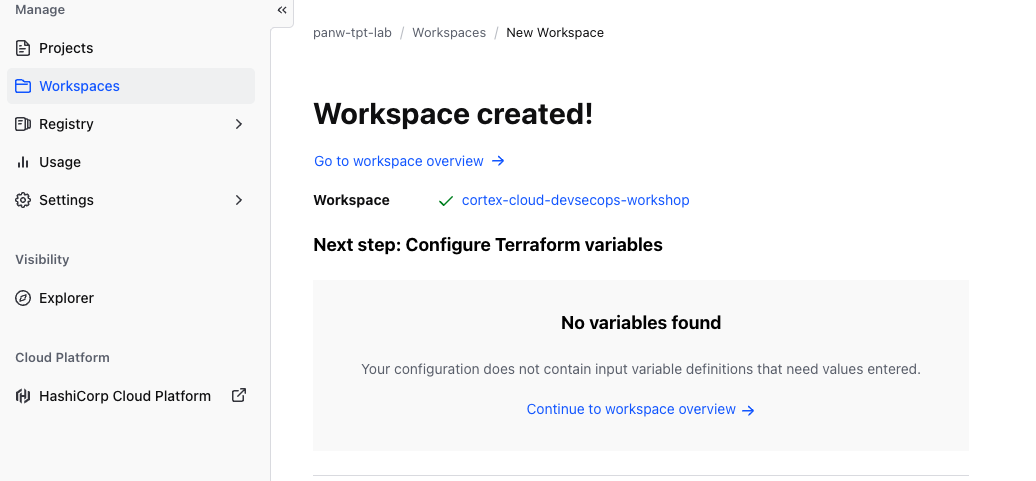 Manage
Projects
Workspaces
Registry
Usage
Settings
Visibility
Explorer
Cloud Platform
HashiCorp Cloud Platform
panw-tpt-lab / Workspaces / New Workspace
Workspace created!
Go to workspace overview
Workspace cortex-cloud-devsecops-workshop
Next step: Configure Terraform variables
No variables found
Your configuration does not contain input variable definitions that need values entered.
Continue to workspace overview